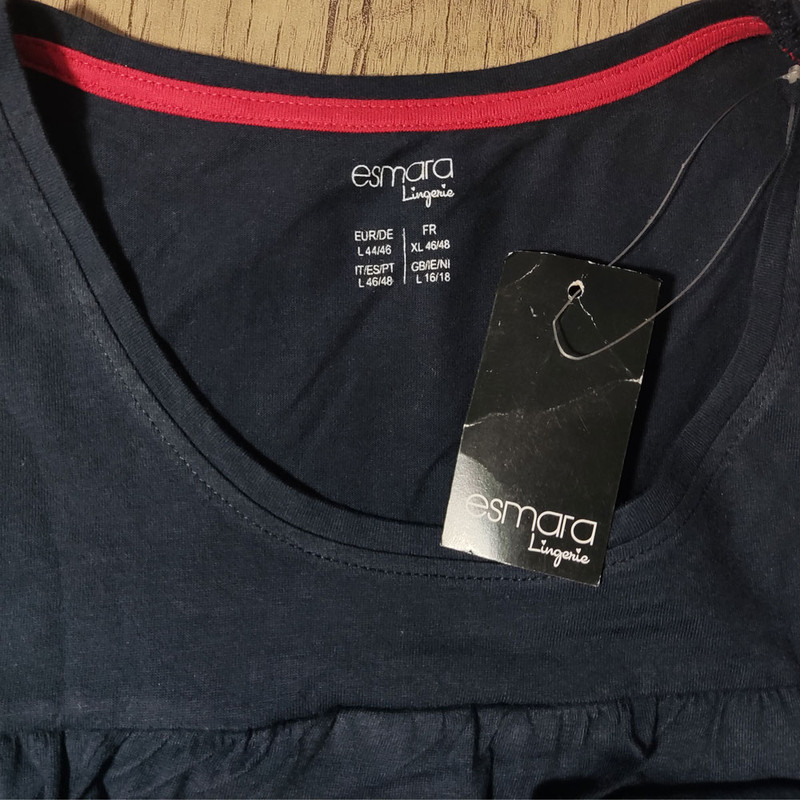 esmara
Lingerie
EUR/DE
L 44/46
FR
XL 46/48
IT/ES/PT
L 46/48
GB/IE/NI
L 16/18
esmara
Lingerie